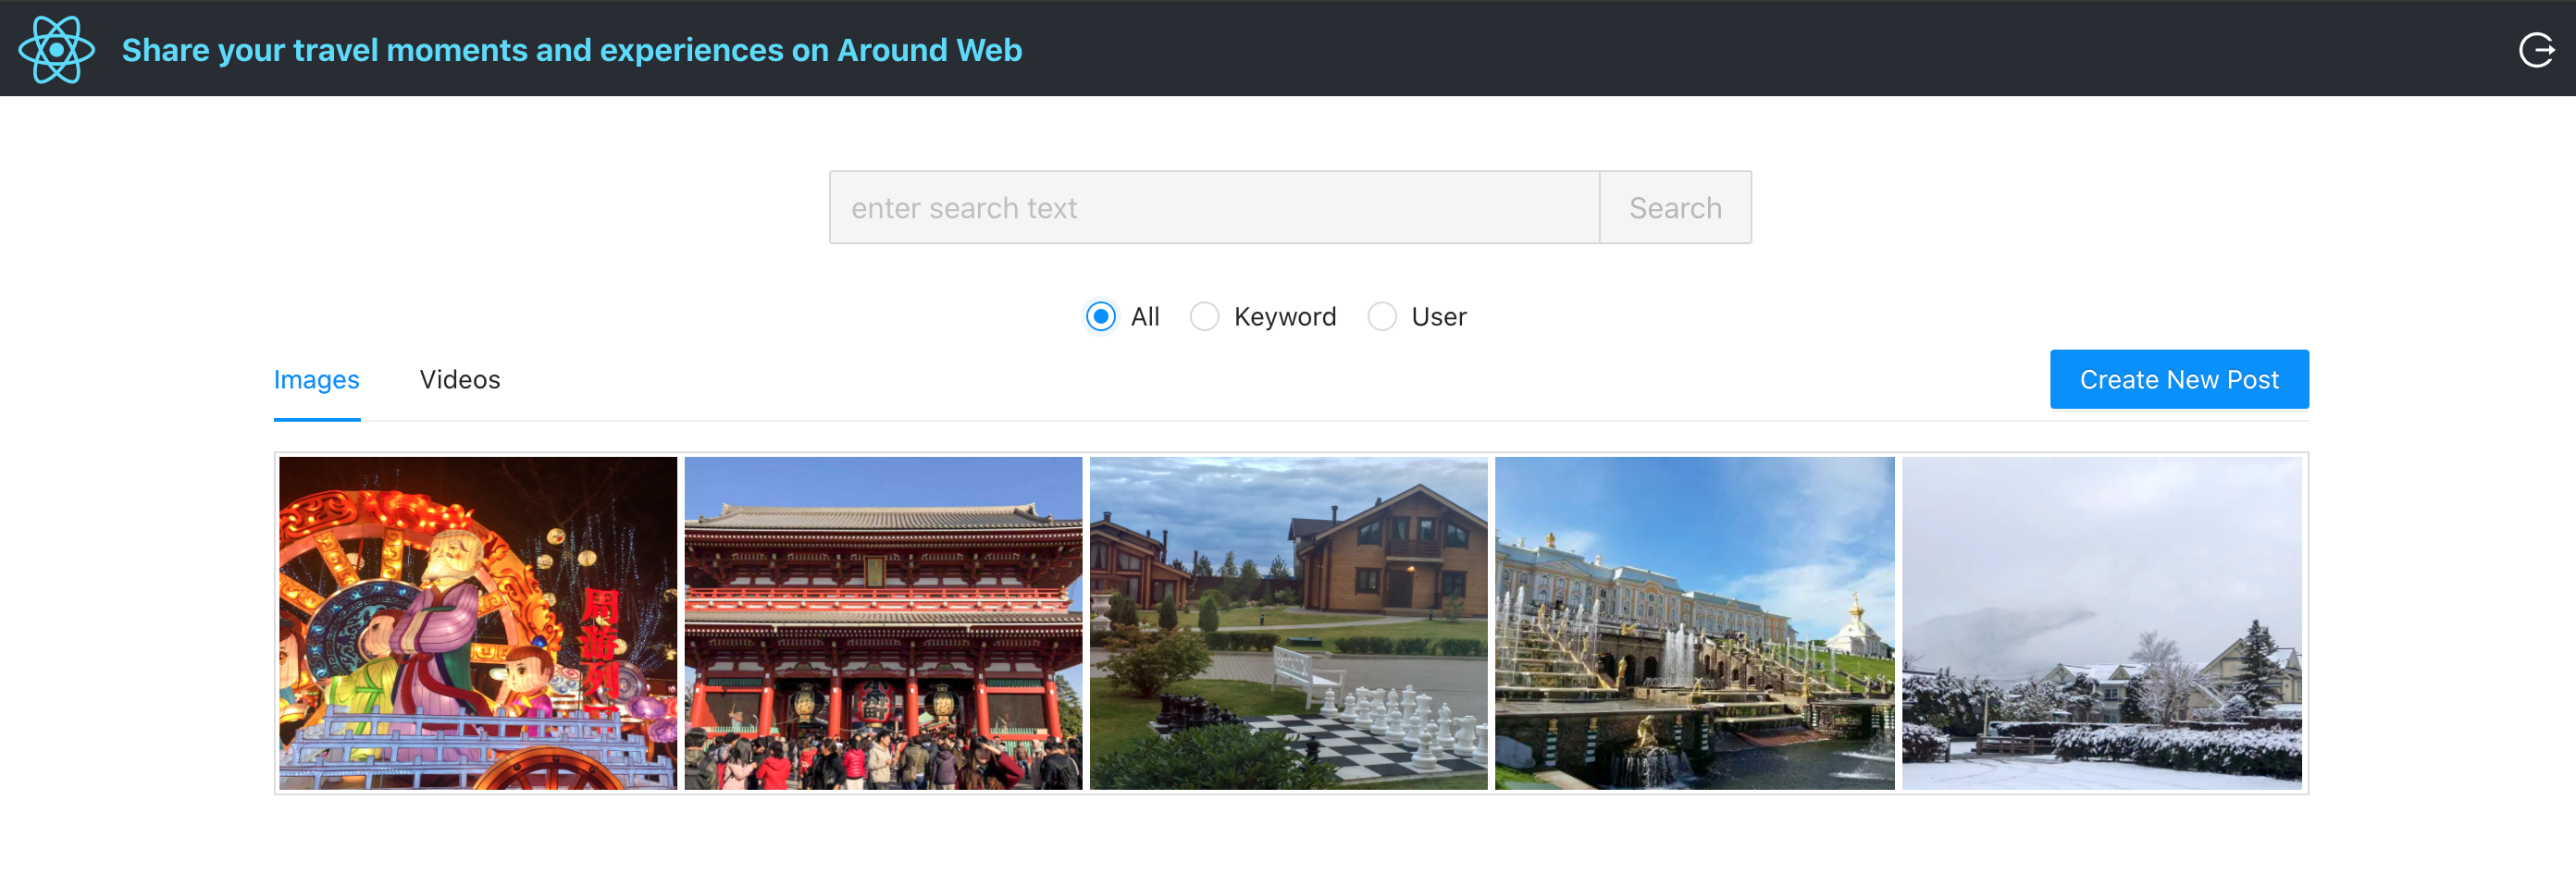 Share your travel moments and experiences on Around Web
enter search text
Search
All
Keyword
User
Images
Videos
Create New Post
周游列